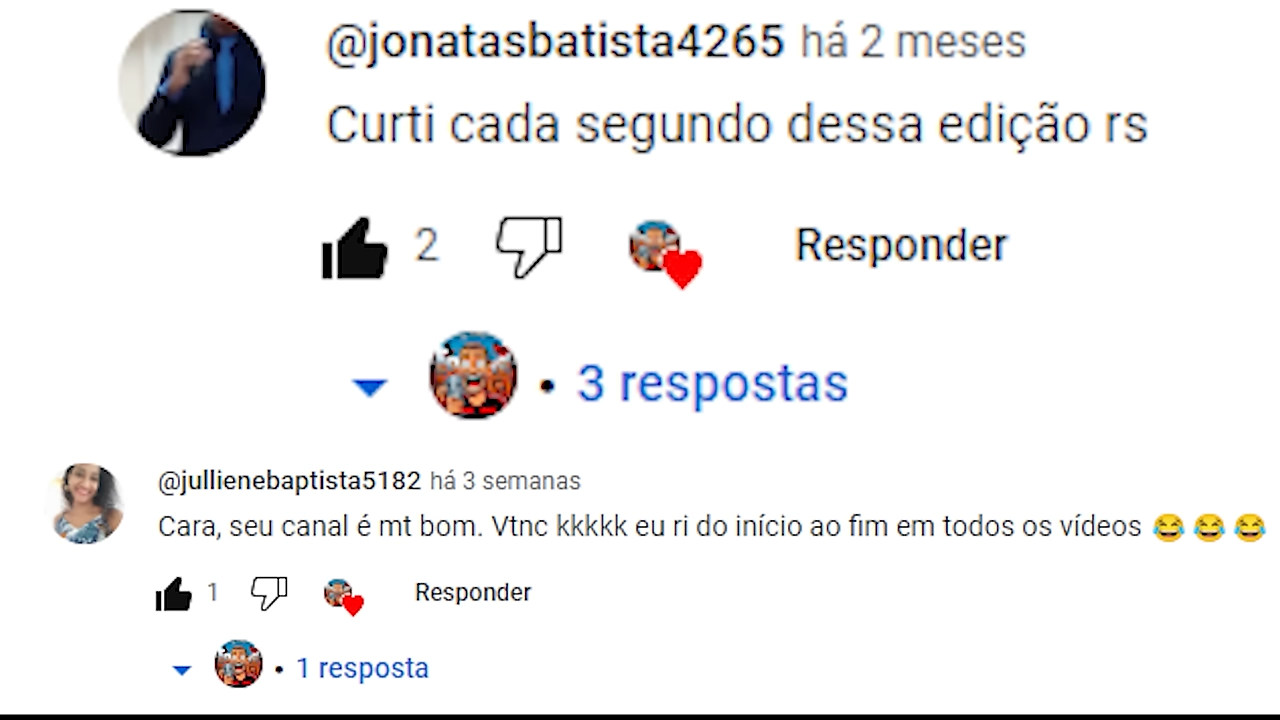 @jonatasbatista4265 há 2 meses
Curti cada segundo dessa edição rs
2 Responder
• 3 respostas
@jullienebaptista5182 há 3 semanas
Cara, seu canal é mt bom. Vtnc kkkkk eu ri do início ao fim em todos os vídeos 😂😂😂
1 Responder
• 1 resposta